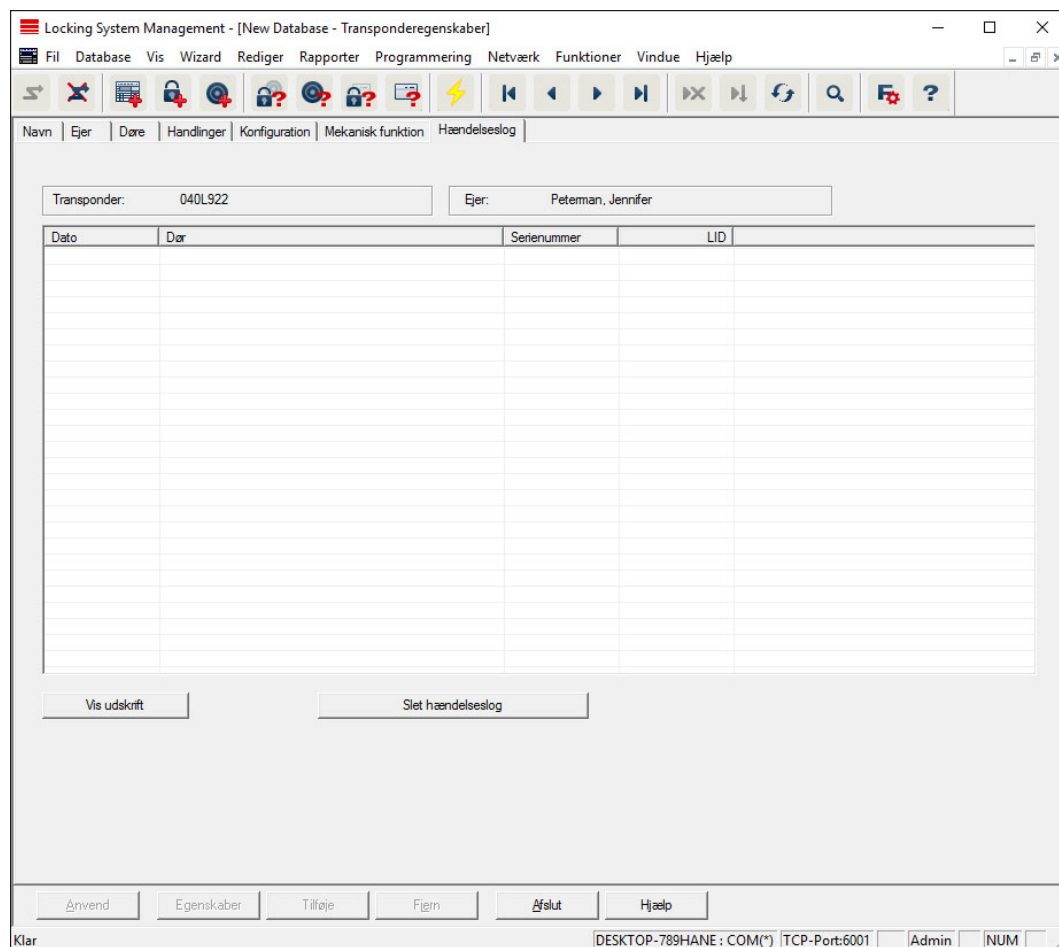 Locking System Management - [New Database - Transponderegenskaber]
Fil Database Vis Wizard Rediger Rapporter Programmering Netværk Funktioner Vindue Hjælp
Navn Ejer Døre Handlinger Konfiguration Mekanisk funktion Hændelseslog
Transponder: 040L922 Ejer: Peterman, Jennifer
Dato Dør Serienummer LID
Vis udskrift Slet hændelseslog
Anvend Egenskaber Tilføje Fjern Afslut Hjælp
Klar DESKTOP-789HANE : COM(*) TCP-Port:6001 Admin NUM